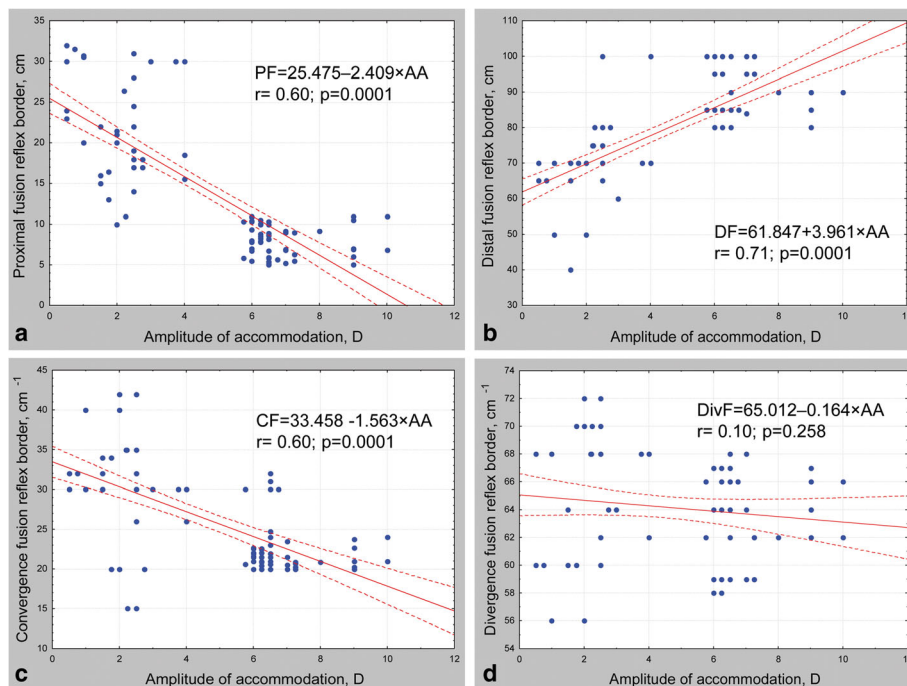 35
30
25
20
15
10
5
0
Proximal fusion reflex border, cm
PF=25.475–2.409×AA
r= 0.60; p=0.0001
0 2 4 6 8 10 12
a
Amplitude of accommodation, D
110
100
90
80
70
60
50
40
30
Distal fusion reflex border, cm
DF=61.847+3.961×AA
r= 0.71; p=0.0001
0 2 4 6 8 10 12
b
Amplitude of accommodation, D
45
40
35
30
25
20
15
10
Convergence fusion reflex border, cm -1
CF=33.458 -1.563×AA
r= 0.60; p=0.0001
0 2 4 6 8 10 12
c
Amplitude of accommodation, D
74
72
70
68
66
64
62
60
58
56
54
Divergence fusion reflex border, cm -1
DivF=65.012–0.164×AA
r= 0.10; p=0.258
0 2 4 6 8 10 12
d
Amplitude of accommodation, D